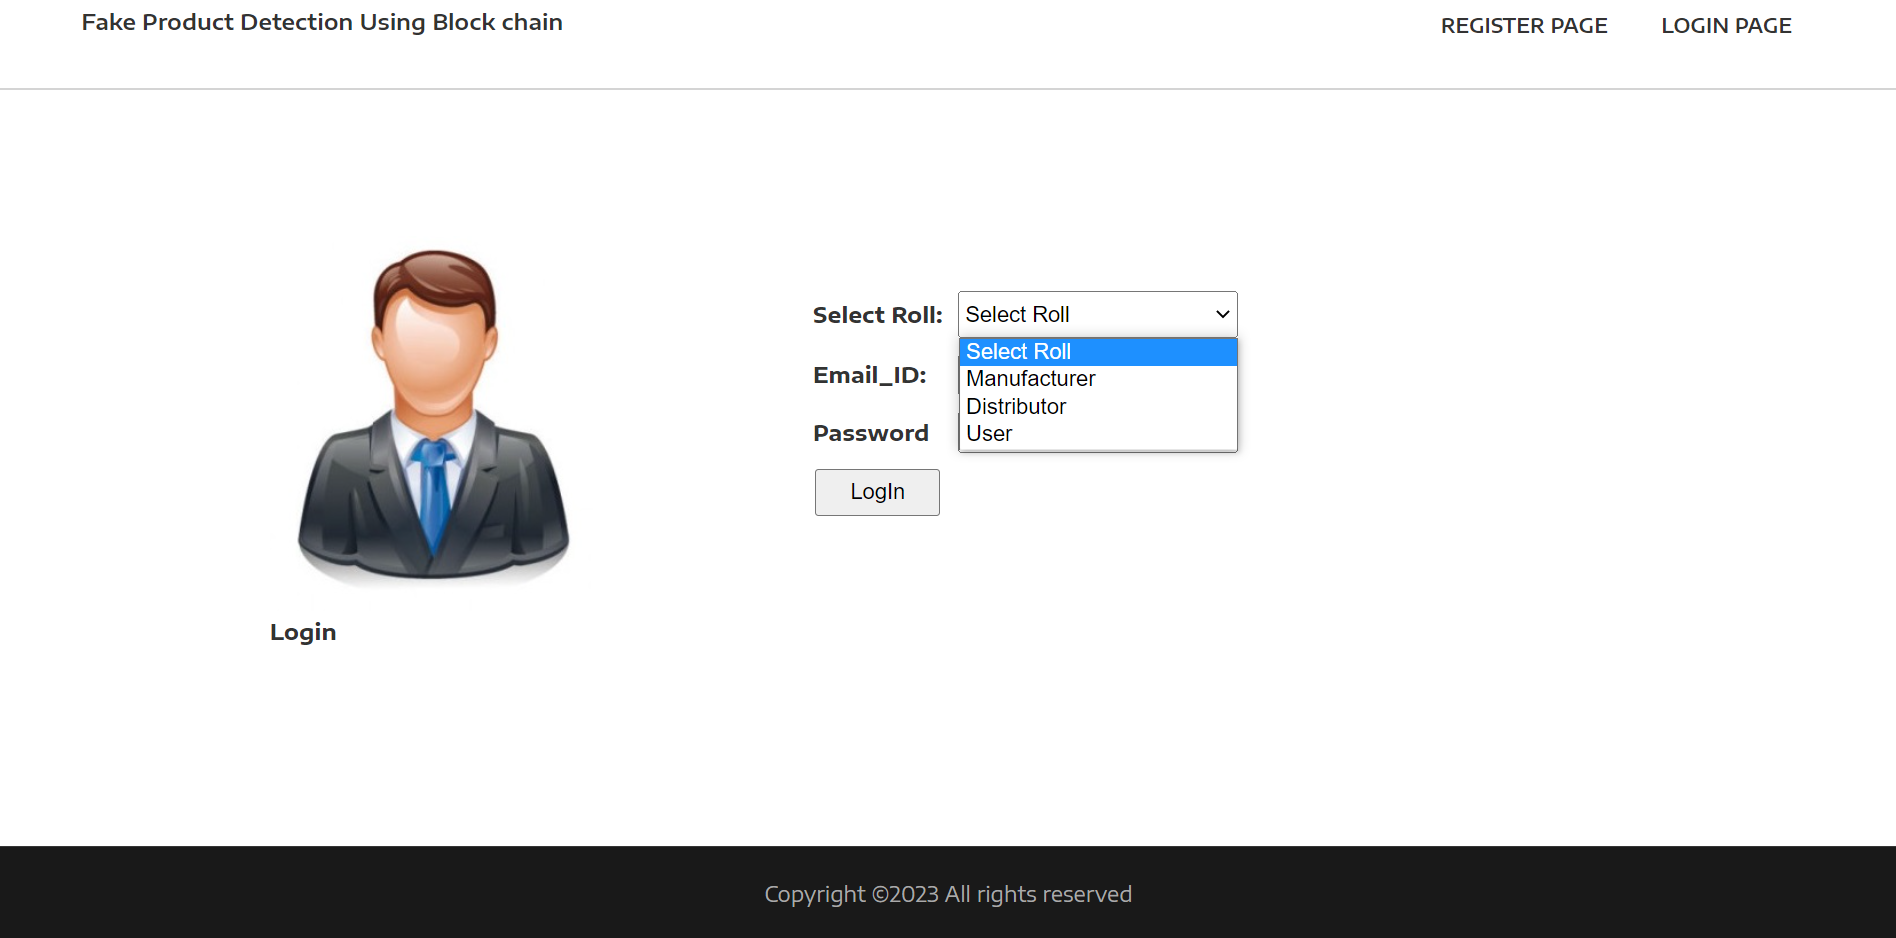 Fake Product Detection Using Block chain
REGISTER PAGE
LOGIN PAGE
Select Roll:
Select Roll
Select Roll
Manufacturer
Distributor
User
Email_ID:
Password
LogIn
Login
Copyright ©2023 All rights reserved